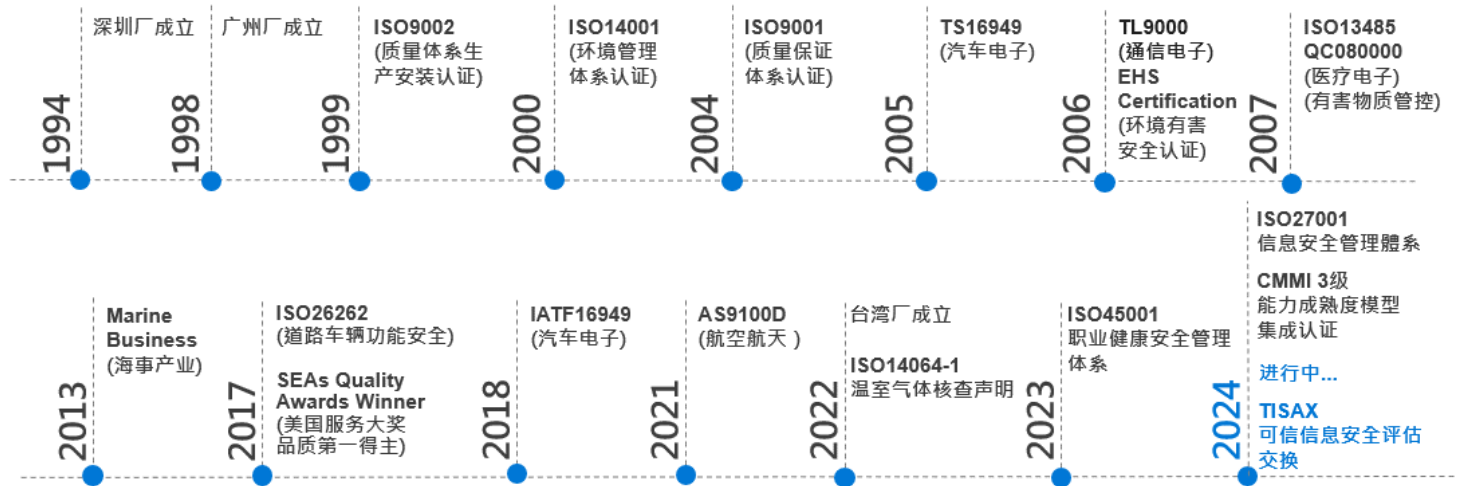 1994
深圳厂成立
1998
广州厂成立
1999
ISO9002
(质量体系生
产安装认证)
2000
ISO14001
(环境管理
体系认证)
2004
ISO9001
(质量保证
体系认证)
2005
TS16949
(汽车电子)
2006
TL9000
(通信电子)
EHS
Certification
(环境有害
安全认证)
2007
ISO13485
QC080000
(医疗电子)
(有害物质管控)
2013
Marine
Business
(海事产业)
2017
ISO26262
(道路车辆功能安全)
SEAs Quality
Awards Winner
(美国服务大奖
品质第一得主)
2018
IATF16949
(汽车电子)
2021
AS9100D
(航空航天 )
2022
台湾厂成立
ISO14064-1
温室气体核查声明
2023
ISO45001
职业健康安全管理
体系
2024
ISO27001
信息安全管理體系
CMMI 3级
能力成熟度模型
集成认证
进行中...
TISAX
可信信息安全评估
交换